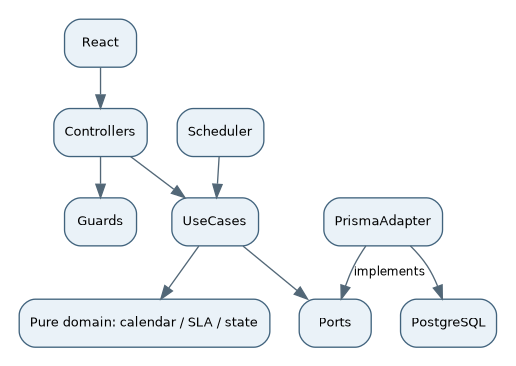 React
Controllers
Scheduler
Guards
UseCases
PrismaAdapter
implements
Pure domain: calendar / SLA / state
Ports
PostgreSQL